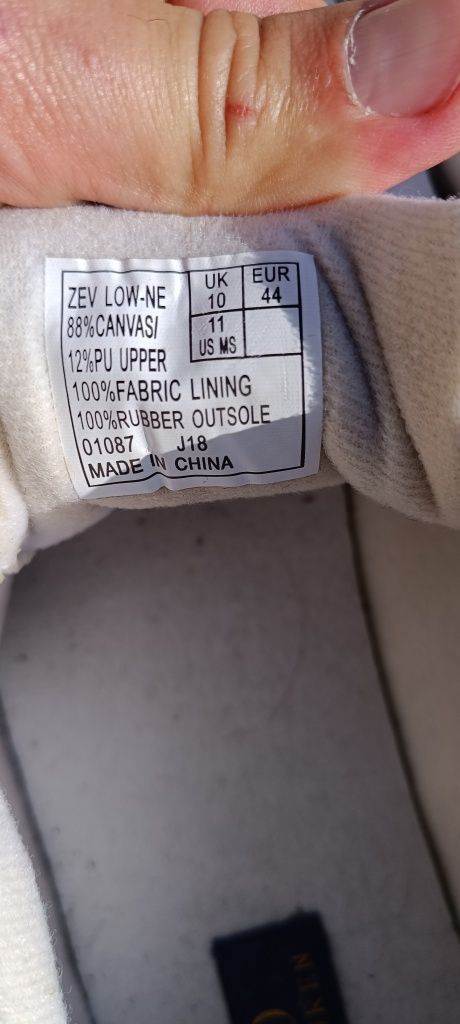 ZEV LOW-NE
UK 10
EUR 44
88%CANVAS/
11 US MS
12%PU UPPER
100%FABRIC LINING
100%RUBBER OUTSOLE
01087 J18
MADE IN CHINA